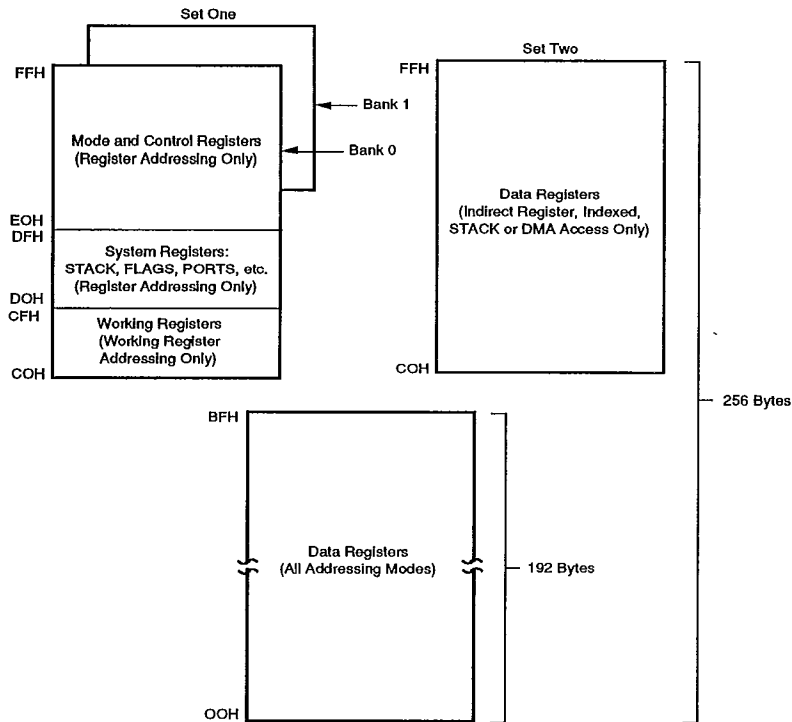 Set One
FFH
Bank 1
Mode and Control Registers
(Register Addressing Only)
Bank 0
EOH
DFH
System Registers:
STACK, FLAGS, PORTS, etc.
(Register Addressing Only)
DOH
CFH
Working Registers
(Working Register
Addressing Only)
COH
Set Two
FFH
Data Registers
(Indirect Register, Indexed,
STACK or DMA Access Only)
COH
256 Bytes
BFH
Data Registers
(All Addressing Modes)
192 Bytes
OOH